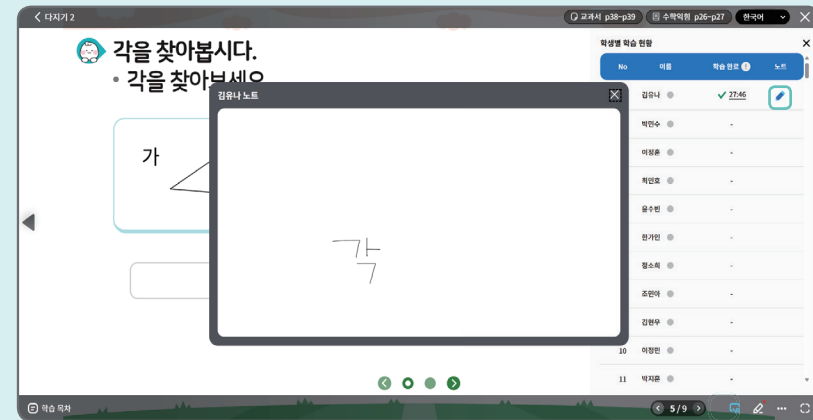 다지기 2
교과서 p38~p39
수학익힘 p26~p27
한국어
각을 찾아봅시다.
• 각을 찾아보세요
가
김유나 노트
각
학생별 학습 현황
No 이름 학습 완료 노트
김유나 27:46
박민수 -
이정훈 -
최민호 -
윤수빈 -
한가인 -
정소희 -
조민아 -
김현우 -
10 이정민 -
11 박지훈 -
학습 목차
5 / 9